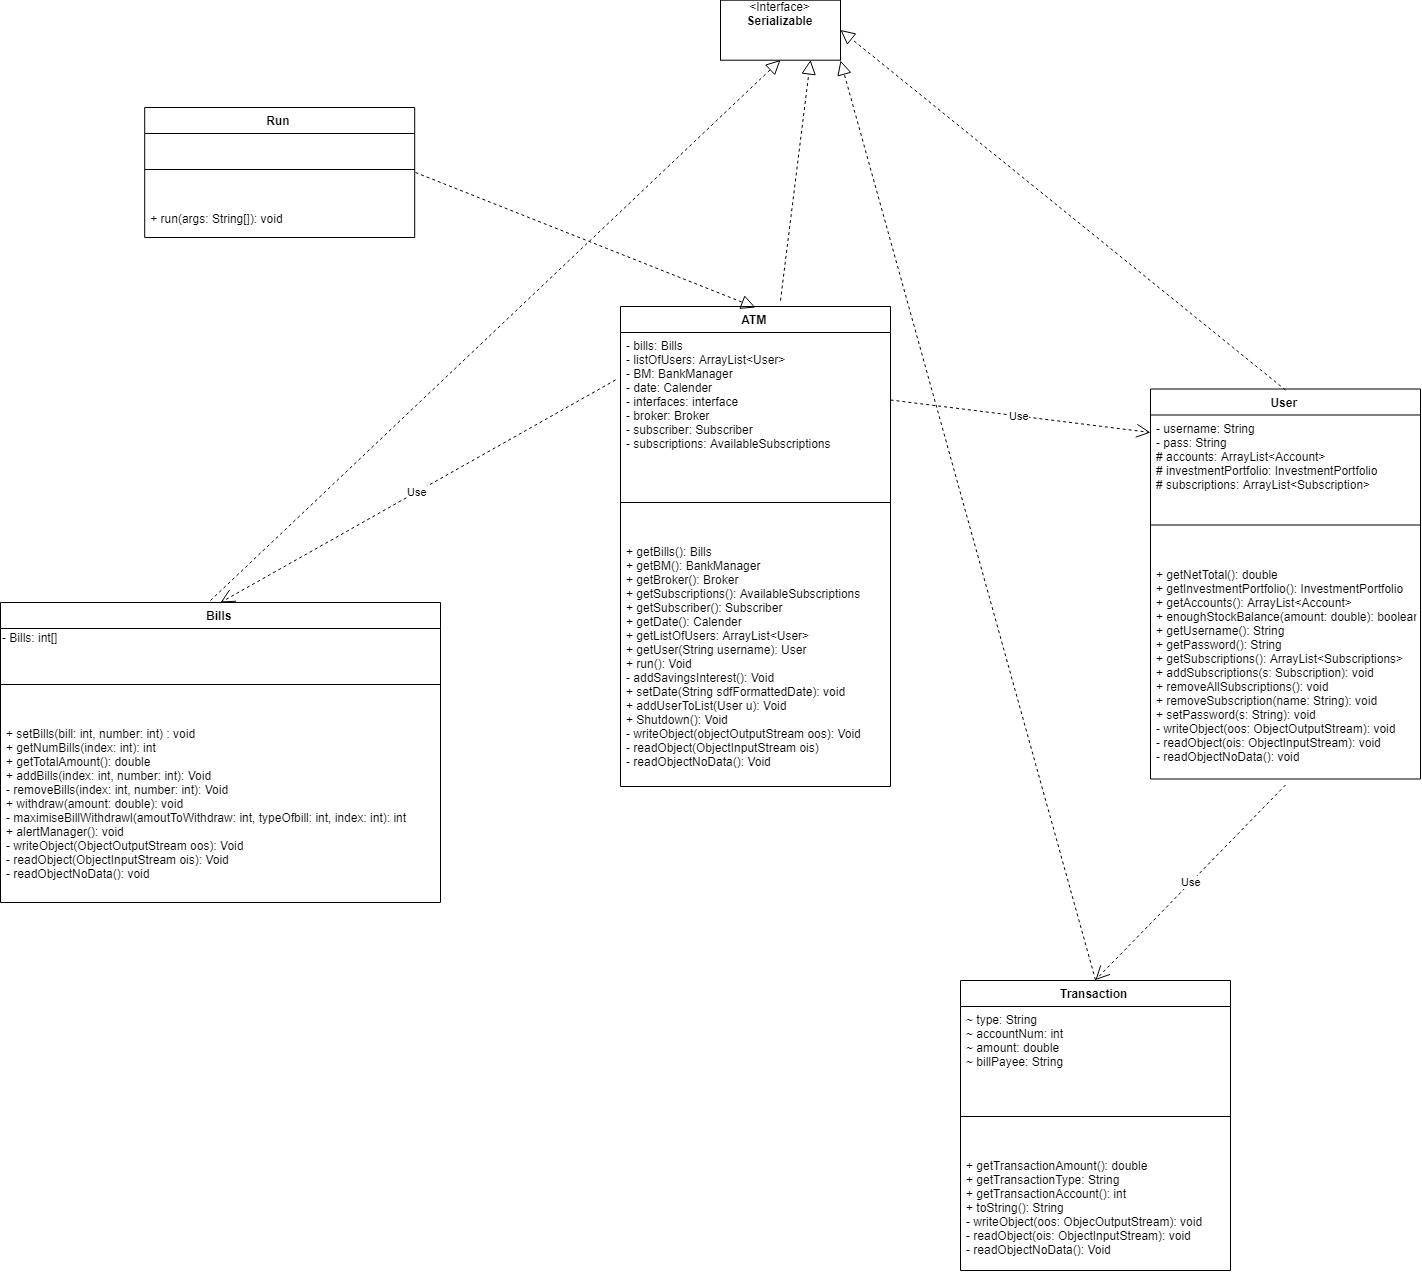 <Interface>
Serializable
Run
+ run(args: String[]): void
ATM
- bills: Bills
- listOfUsers: ArrayList<User>
- BM: BankManager
- date: Calender
- interfaces: interface
- broker: Broker
- subscriber: Subscriber
- subscriptions: AvailableSubscriptions
+ getBills(): Bills
+ getBM(): BankManager
+ getBroker(): Broker
+ getSubscriptions(): AvailableSubscriptions
+ getSubscriber(): Subscriber
+ getDate(): Calender
+ getListOfUsers: ArrayList<User>
+ getUser(String username): User
+ run(): Void
- addSavingsInterest(): Void
+ setDate(String sdfFormattedDate): void
+ addUserToList(User u): Void
+ Shutdown(): Void
- writeObject(objectOutputStream oos): Void
- readObject(ObjectInputStream ois)
- readObjectNoData(): Void
Use
User
- username: String
- pass: String
# accounts: ArrayList<Account>
# investmentPortfolio: InvestmentPortfolio
# subscriptions: ArrayList<Subscription>
+ getNetTotal(): double
+ getInvestmentPortfolio(): InvestmentPortfolio
+ getAccounts(): ArrayList<Account>
+ enoughStockBalance(amount: double): boolear
+ getUsername(): String
+ getPassword(): String
+ getSubscriptions(): ArrayList<Subscriptions>
+ addSubscriptions(s: Subscription): void
+ removeAllSubscriptions(): void
+ removeSubscription(name: String): void
+ setPassword(s: String): void
- writeObject(oos: ObjectOutputStream): void
- readObject(ois: ObjectInputStream): void
- readObjectNoData(): void
Use
Bills
- Bills: int[]
+ setBills(bill: int, number: int) : void
+ getNumBills(index: int): int
+ getTotalAmount(): double
+ addBills(index: int, number: int): Void
- removeBills(index: int, number: int): Void
+ withdraw(amount: double): void
- maximiseBillWithdrawl(amoutToWithdraw: int, typeOfbill: int, index: int): int
+ alertManager(): void
- writeObject(ObjectOutputStream oos): Void
- readObject(ObjectInputStream ois): Void
- readObjectNoData(): void
Use
Transaction
~ type: String
~ accountNum: int
~ amount: double
~ billPayee: String
+ getTransactionAmount(): double
+ getTransactionType: String
+ getTransactionAccount(): int
+ toString(): String
- writeObject(oos: ObjecOutputStream): void
- readObject(ois: ObjectInputStream): void
- readObjectNoData(): Void